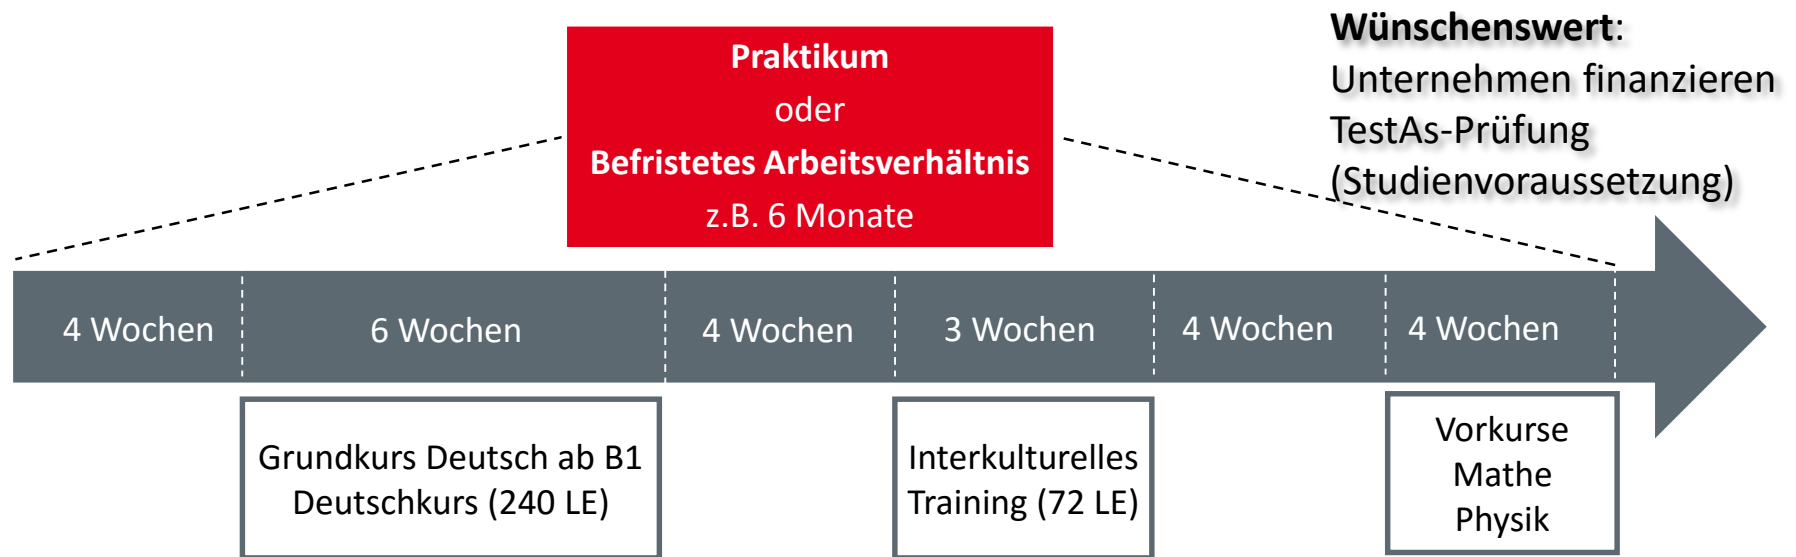 Praktikum
oder
Befristetes Arbeitsverhältnis
z.B. 6 Monate
Wünschenswert:
Unternehmen finanzieren
TestAs-Prüfung
(Studienvoraussetzung)
4 Wochen
6 Wochen
4 Wochen
3 Wochen
4 Wochen
4 Wochen
Grundkurs Deutsch ab B1
Deutschkurs (240 LE)
Interkulturelles
Training (72 LE)
Vorkurse
Mathe
Physik